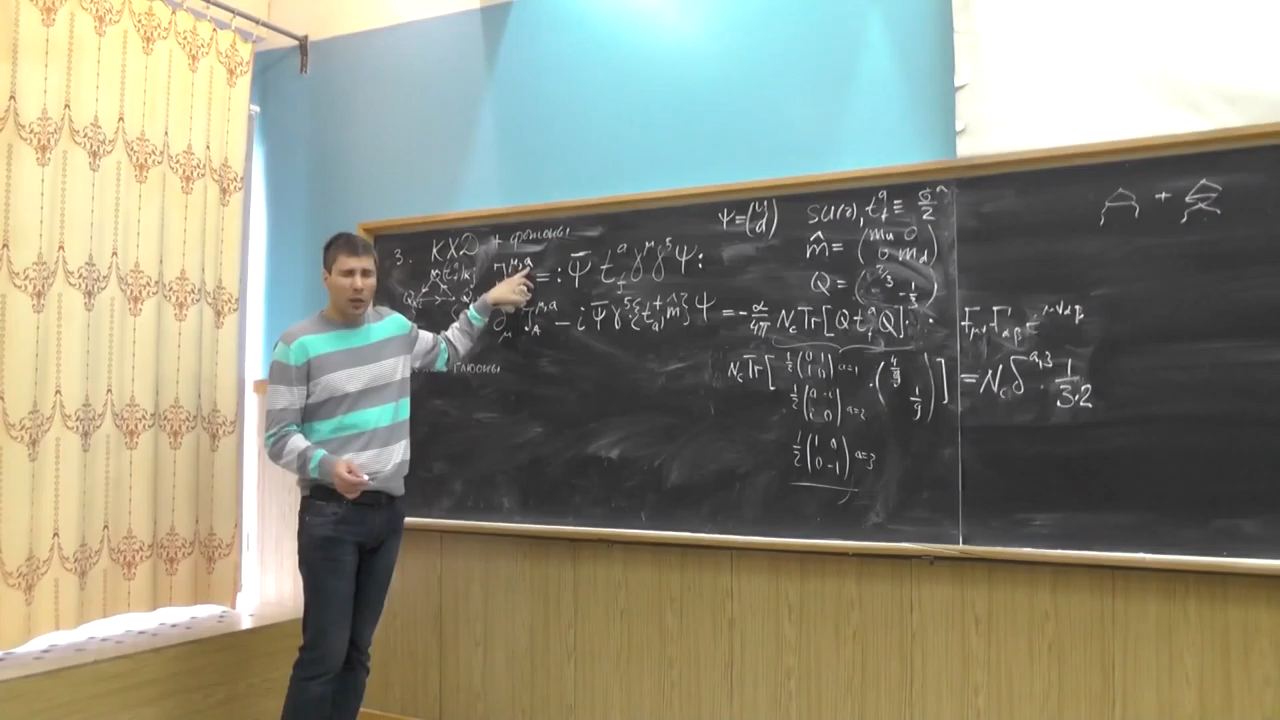 3. КХД + фотоны
J^{μ,a} = :Ψ̄ t_f^a γ^μ γ^5 Ψ:
∂_μ J_A^{μ,a} - i Ψ̄ γ^5 {t_a^f, m̂} Ψ = - α/4π N_c Tr[Q t_f^a Q] · F_{μν} F_{αβ} ε^{μναβ}
Ψ = (u d)
SU(2), t_f^a ≡ σ^a/2
m̂ = (m_u 0 0 m_d)
Q = (2/3 -1/3)
N_c Tr[ 1/2 (0 1 1 0) a=1
1/2 (0 -i i 0) a=2
1/2 (1 0 0 -1) a=3
· (4/9 1/9) ] = N_c δ^{a,3} · 1/3·2
+